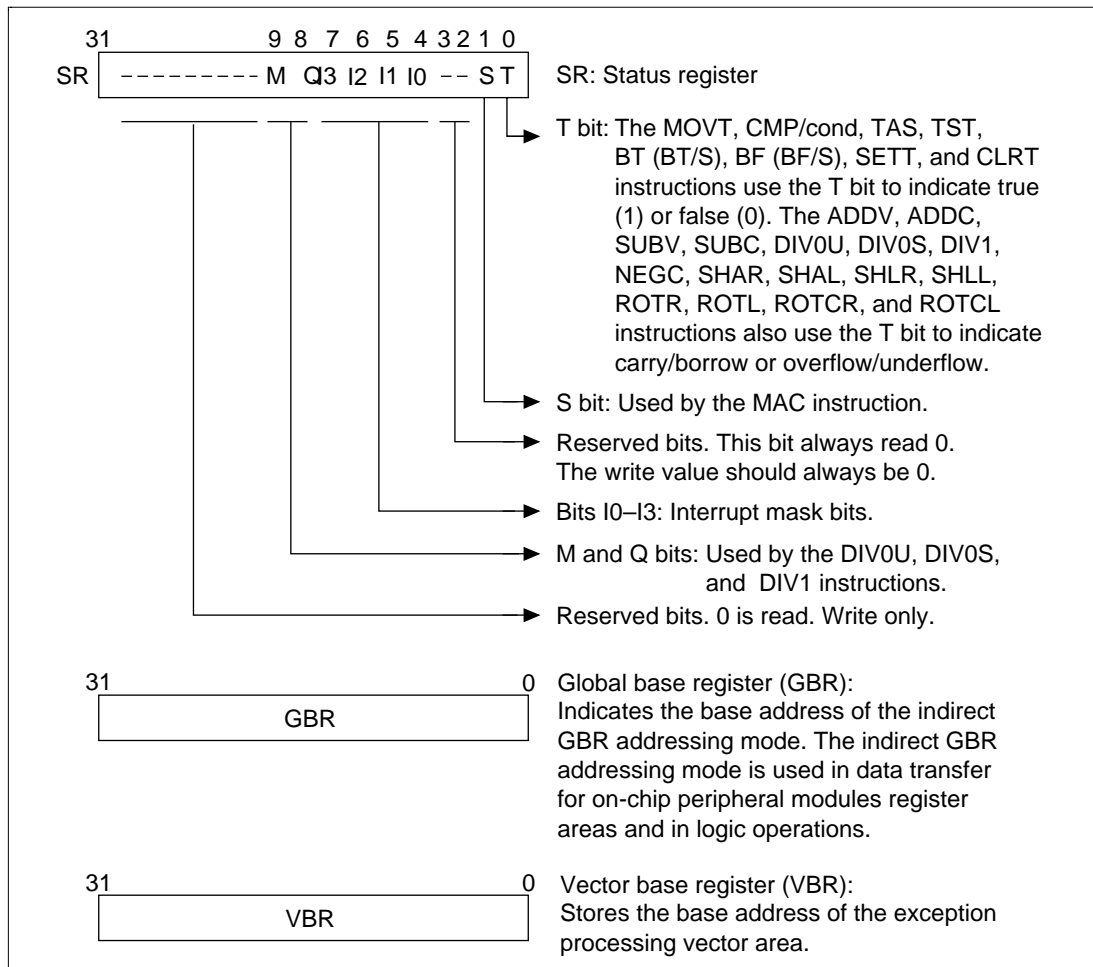 31 9 8 7 6 5 4 3 2 1 0
SR ---------- M Q I3 I2 I1 I0 -- S T SR: Status register
T bit: The MOVT, CMP/cond, TAS, TST,
BT (BT/S), BF (BF/S), SETT, and CLRT
instructions use the T bit to indicate true
(1) or false (0). The ADDV, ADDC,
SUBV, SUBC, DIV0U, DIV0S, DIV1,
NEGC, SHAR, SHAL, SHLR, SHLL,
ROTR, ROTL, ROTCR, and ROTCL
instructions also use the T bit to indicate
carry/borrow or overflow/underflow.
S bit: Used by the MAC instruction.
Reserved bits. This bit always read 0.
The write value should always be 0.
Bits I0–I3: Interrupt mask bits.
M and Q bits: Used by the DIV0U, DIV0S,
and DIV1 instructions.
Reserved bits. 0 is read. Write only.
31 0 Global base register (GBR):
GBR Indicates the base address of the indirect
GBR addressing mode. The indirect GBR
addressing mode is used in data transfer
for on-chip peripheral modules register
areas and in logic operations.
31 0 Vector base register (VBR):
VBR Stores the base address of the exception
processing vector area.